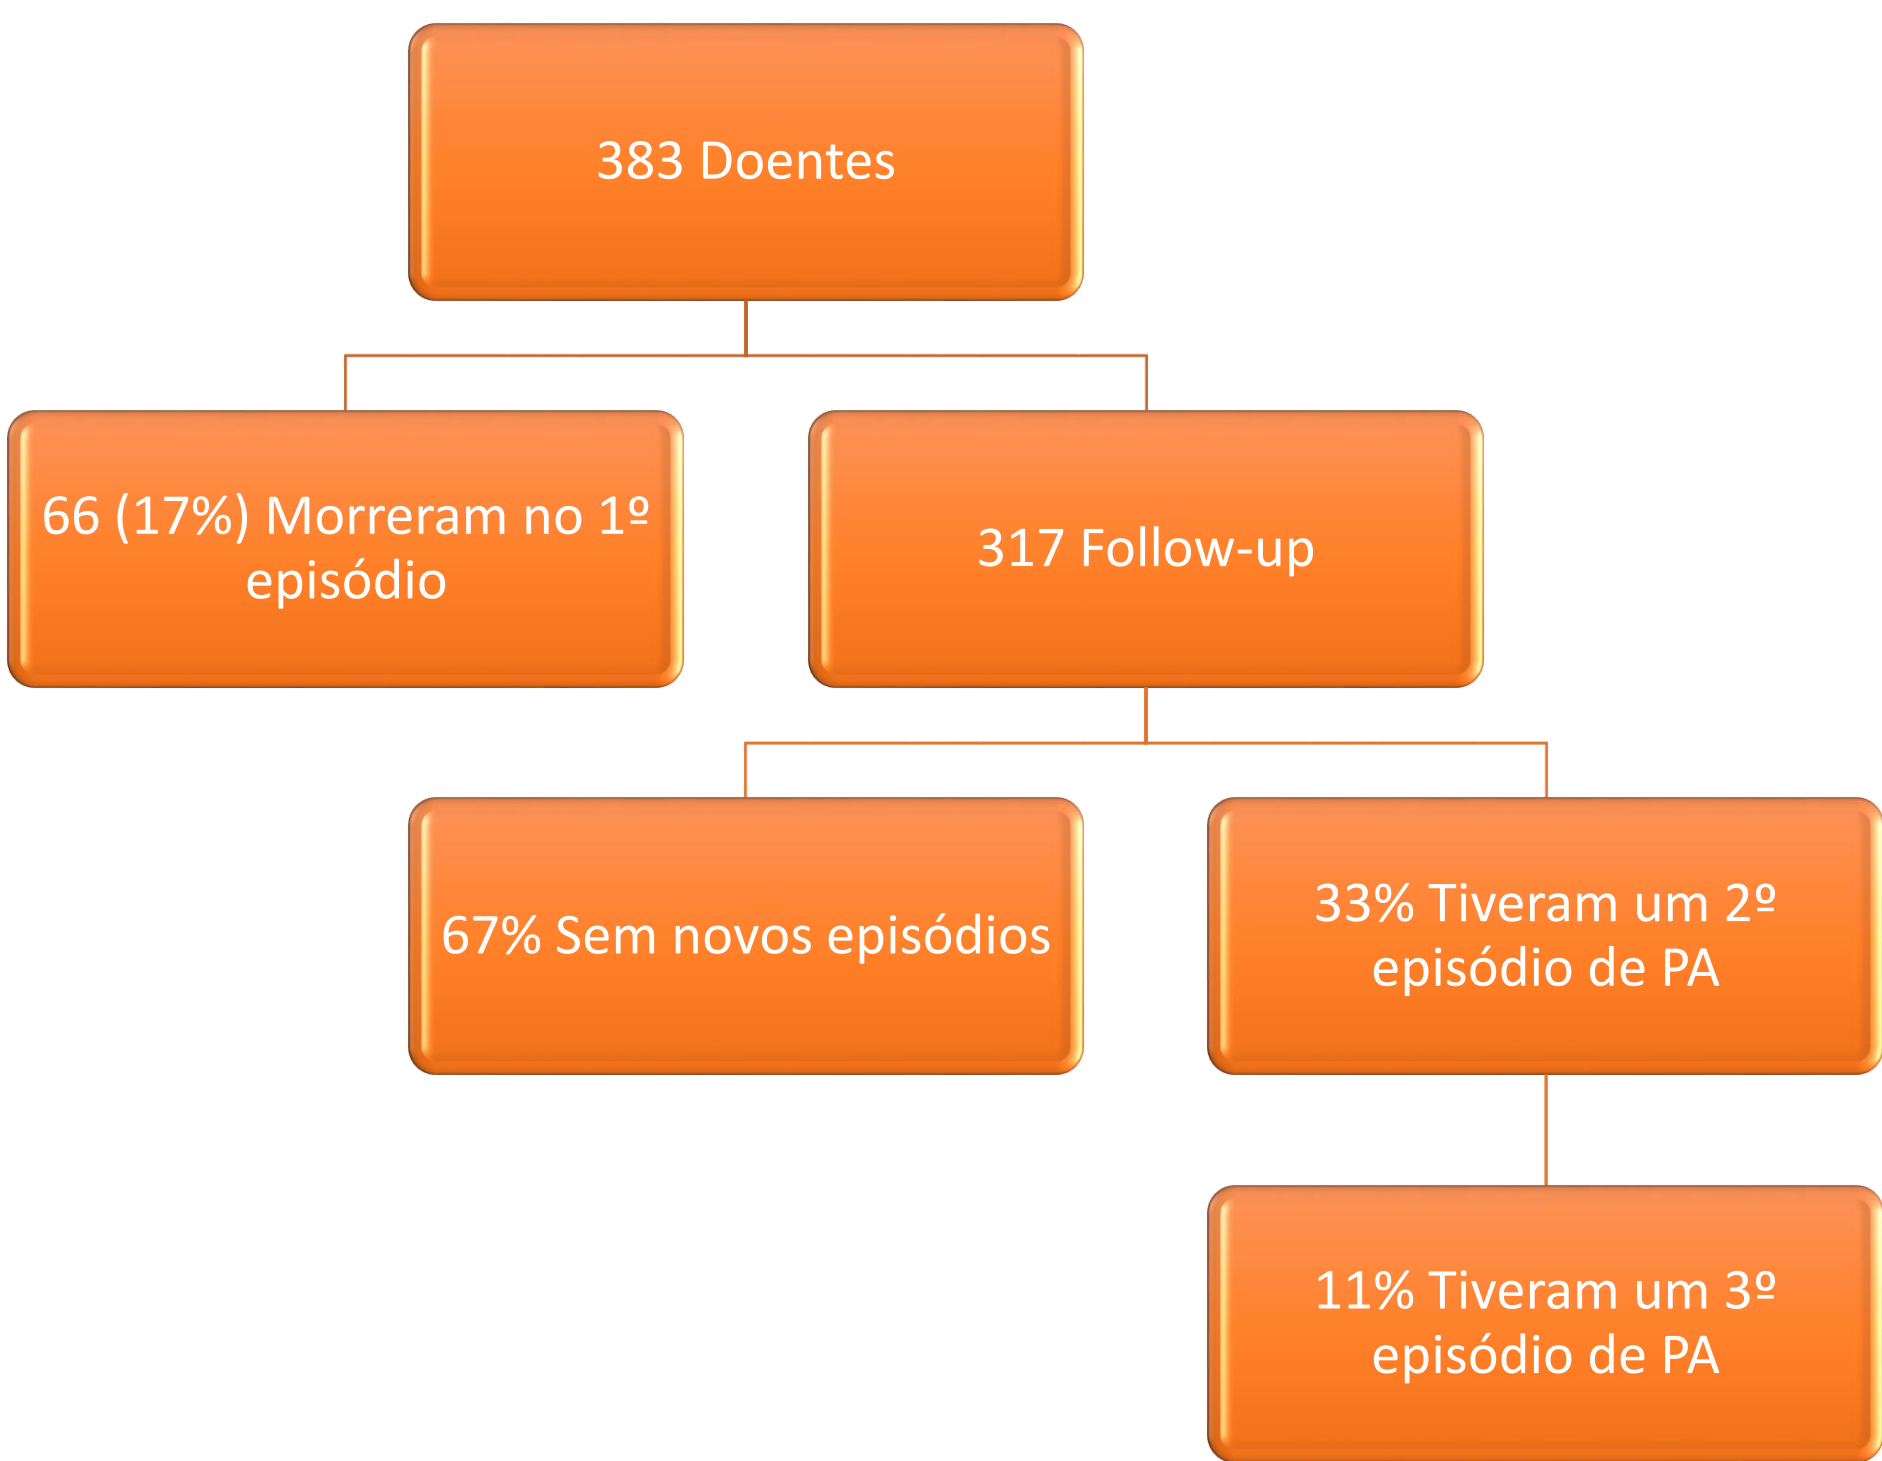 383 Doentes
66 (17%) Morreram no 1º
episódio
317 Follow-up
67% Sem novos episódios
33% Tiveram um 2º
episódio de PA
11% Tiveram um 3º
episódio de PA